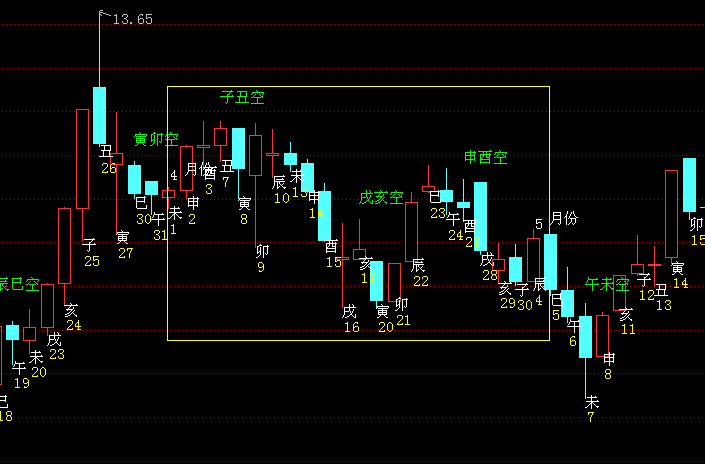 13.65
子丑空
寅卯空
申酉空
戌亥空
辰巳空
午未空
巳
18
午
19
未
20
戌
23
亥
24
子
25
丑
26
寅
27
巳
30
午
31
4 月份
未
1
申
2
酉
3
丑
7
寅
8
卯
9
辰
10
未
13
申
14
酉
15
戌
16
亥
17
寅
20
卯
21
辰
22
巳
23
午
24
酉
27
戌
28
亥
29
子
30
5 月份
辰
4
巳
5
午
6
未
7
申
8
亥
11
子
12
丑
13
寅
14
卯
15